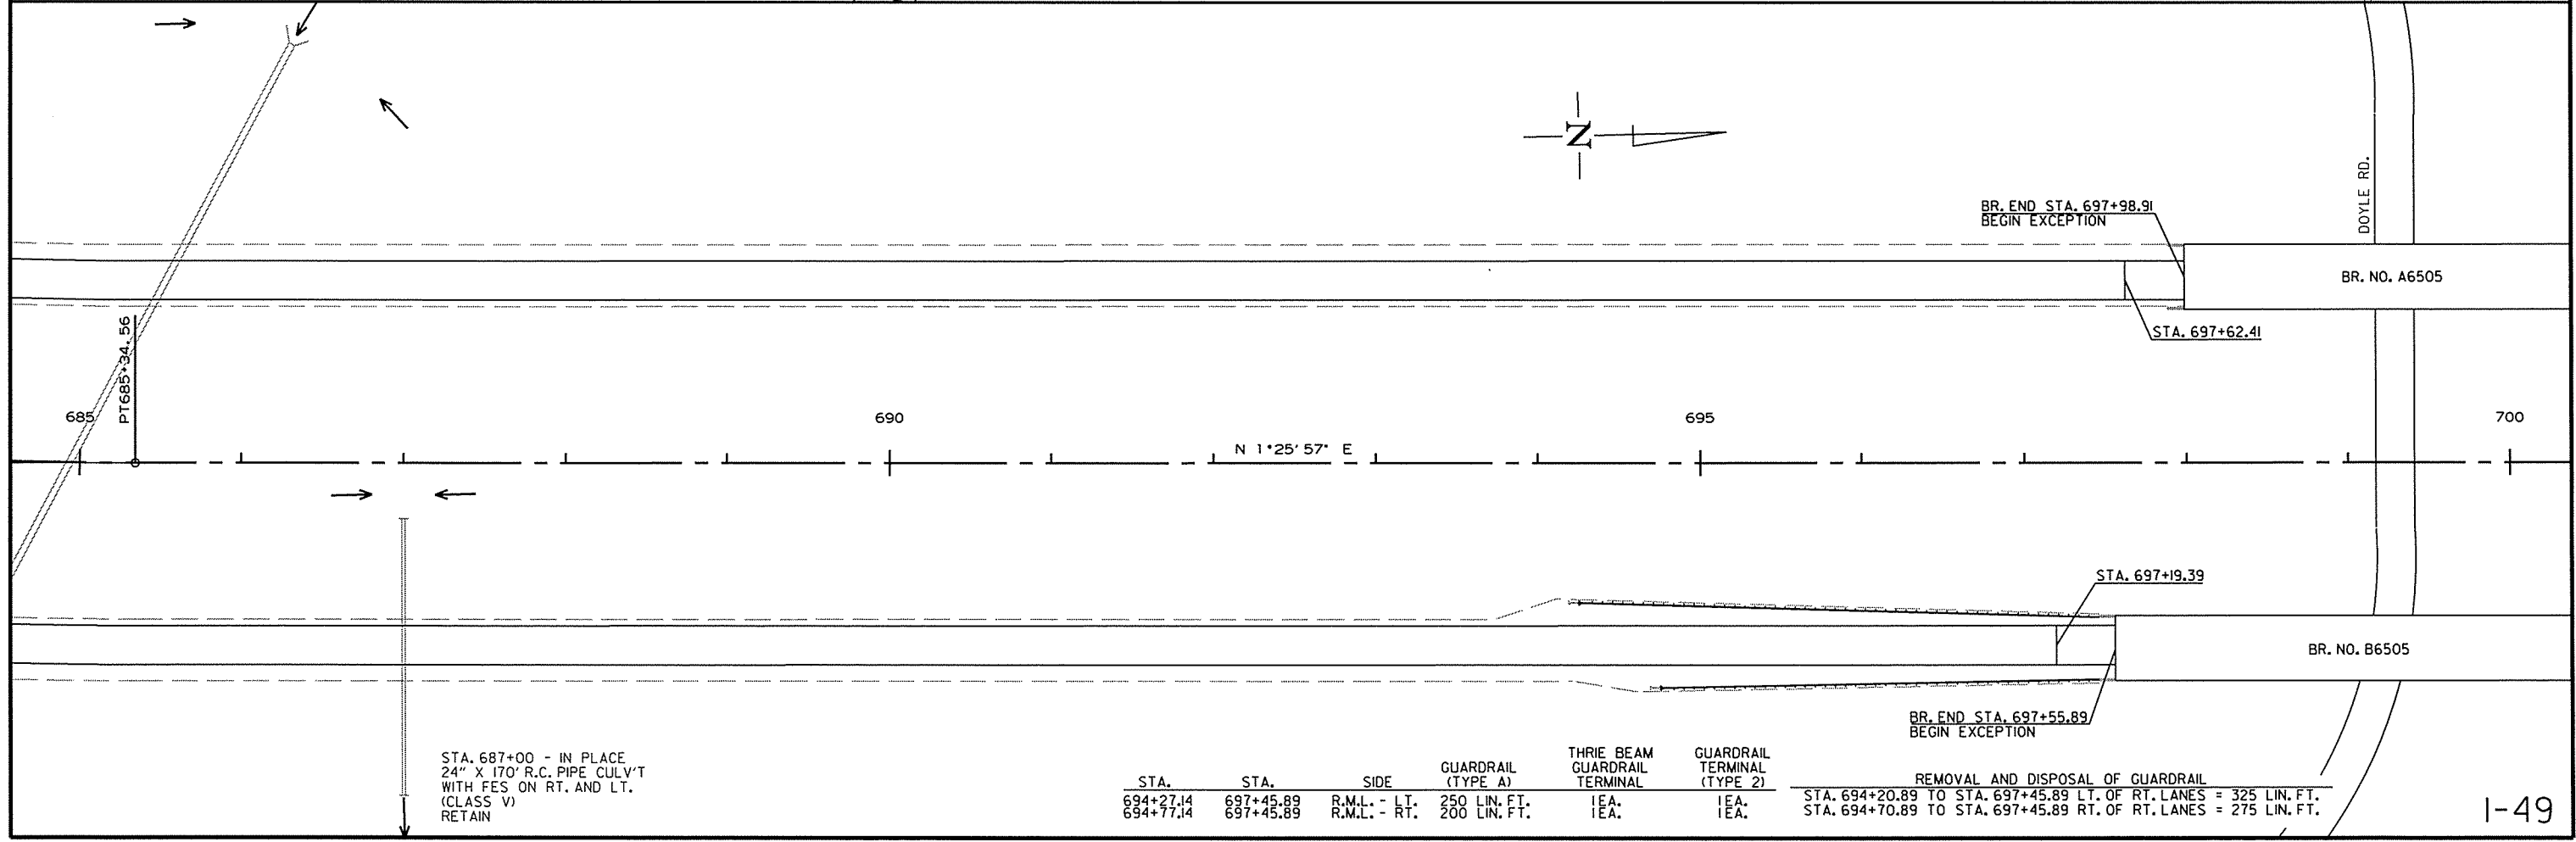 N
DOYLE RD.
BR. END STA. 697+98.91
BEGIN EXCEPTION
BR. NO. A6505
STA. 697+62.41
PT685+34.56
685
690
695
700
N 1°25'57" E
STA. 697+19.39
BR. NO. B6505
BR. END STA. 697+55.89
BEGIN EXCEPTION
STA. 687+00 - IN PLACE
24" X 170' R.C. PIPE CULV'T
WITH FES ON RT. AND LT.
(CLASS V)
RETAIN
STA. STA. SIDE GUARDRAIL (TYPE A) THRIE BEAM GUARDRAIL TERMINAL GUARDRAIL TERMINAL (TYPE 2)
694+27.14 697+45.89 R.M.L. - LT. 250 LIN. FT. 1 EA. 1 EA.
694+77.14 697+45.89 R.M.L. - RT. 200 LIN. FT. 1 EA. 1 EA.
REMOVAL AND DISPOSAL OF GUARDRAIL
STA. 694+20.89 TO STA. 697+45.89 LT. OF RT. LANES = 325 LIN. FT.
STA. 694+70.89 TO STA. 697+45.89 RT. OF RT. LANES = 275 LIN. FT.
I-49